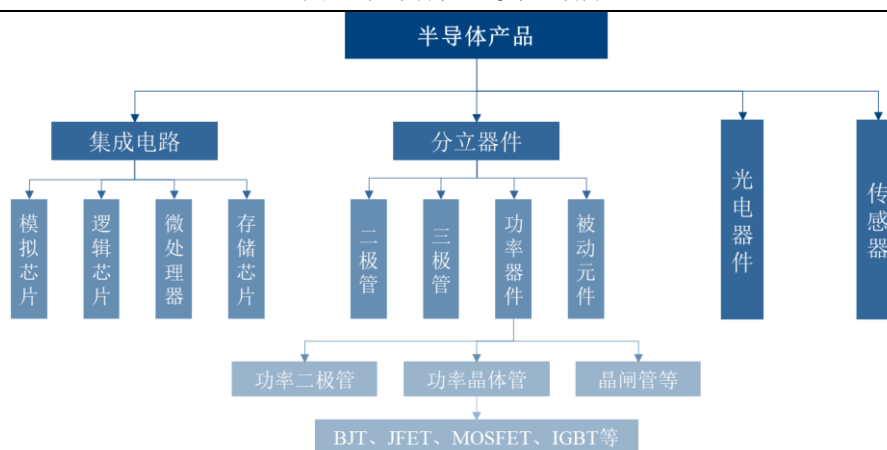 半导体产品
集成电路
分立器件
光电器件
传感器
模拟芯片
逻辑芯片
微处理器
存储芯片
二极管
三极管
功率器件
被动元件
功率二极管
功率晶体管
晶闸管等
BJT、JFET、MOSFET、IGBT等